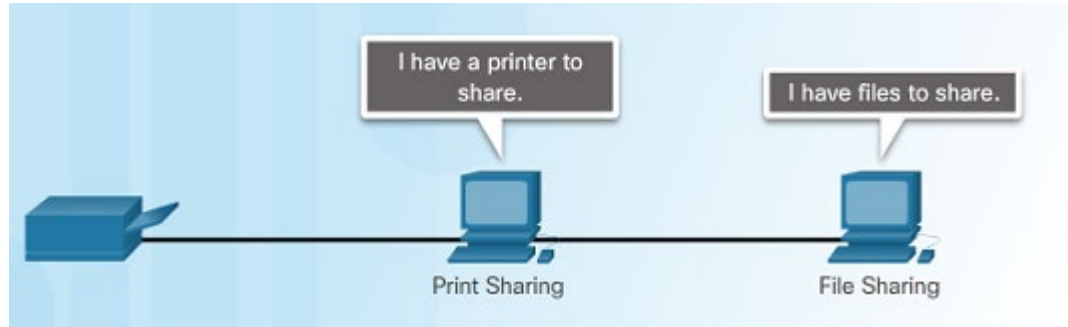 I have a printer to
share.
I have files to share.
Print Sharing
File Sharing